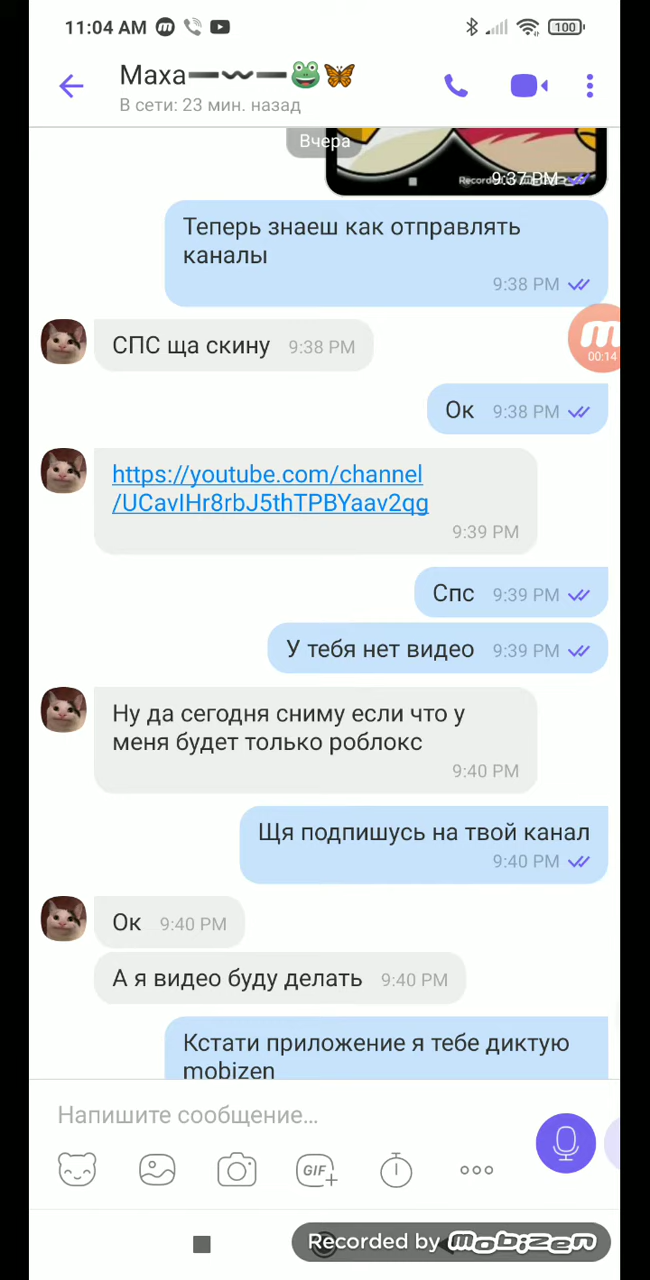 11:04 AM
100
Маха
В сети: 23 мин. назад
Вчера
9:37 PM
Теперь знаеш как отправлять
каналы
9:38 PM
СПС ща скину 9:38 PM
00:14
Ок 9:38 PM
https://youtube.com/channel
/UCavIHr8rbJ5thTPBYaav2qg
9:39 PM
Спс 9:39 PM
У тебя нет видео 9:39 PM
Ну да сегодня сниму если что у
меня будет только роблокс
9:40 PM
Щя подпишусь на твой канал
9:40 PM
Ок 9:40 PM
А я видео буду делать 9:40 PM
Кстати приложение я тебе диктую
mobizen
Напишите сообщение...
GIF
Recorded by mobizen